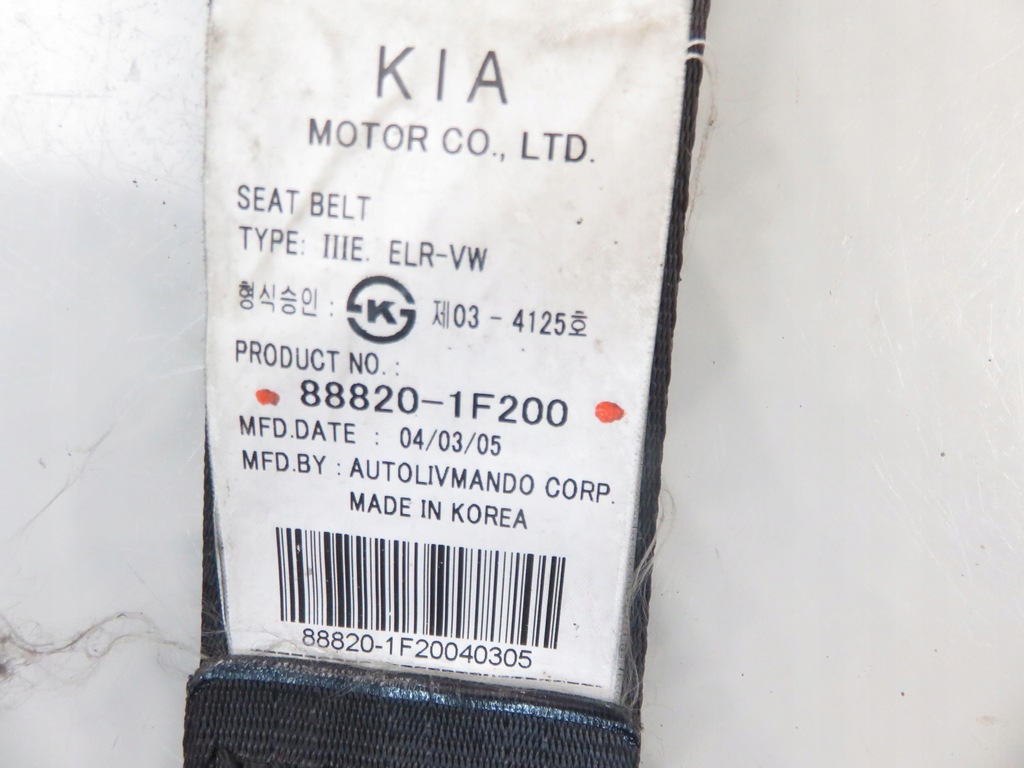 KIA
MOTOR CO., LTD.
SEAT BELT
TYPE: IIIE. ELR-VW
형식승인 : K 제03 - 4125호
PRODUCT NO. :
88820-1F200
MFD.DATE : 04/03/05
MFD.BY : AUTOLIVMANDO CORP.
MADE IN KOREA
88820-1F20040305